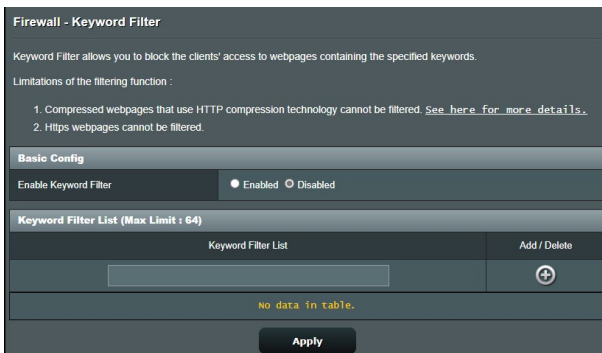 Firewall - Keyword Filter
Keyword Filter allows you to block the clients' access to webpages containing the specified keywords.
Limitations of the filtering function :
1. Compressed webpages that use HTTP compression technology cannot be filtered. See here for more details.
2. Https webpages cannot be filtered.
Basic Config
Enable Keyword Filter Enabled Disabled
Keyword Filter List (Max Limit : 64)
Keyword Filter List Add / Delete
No data in table.
Apply